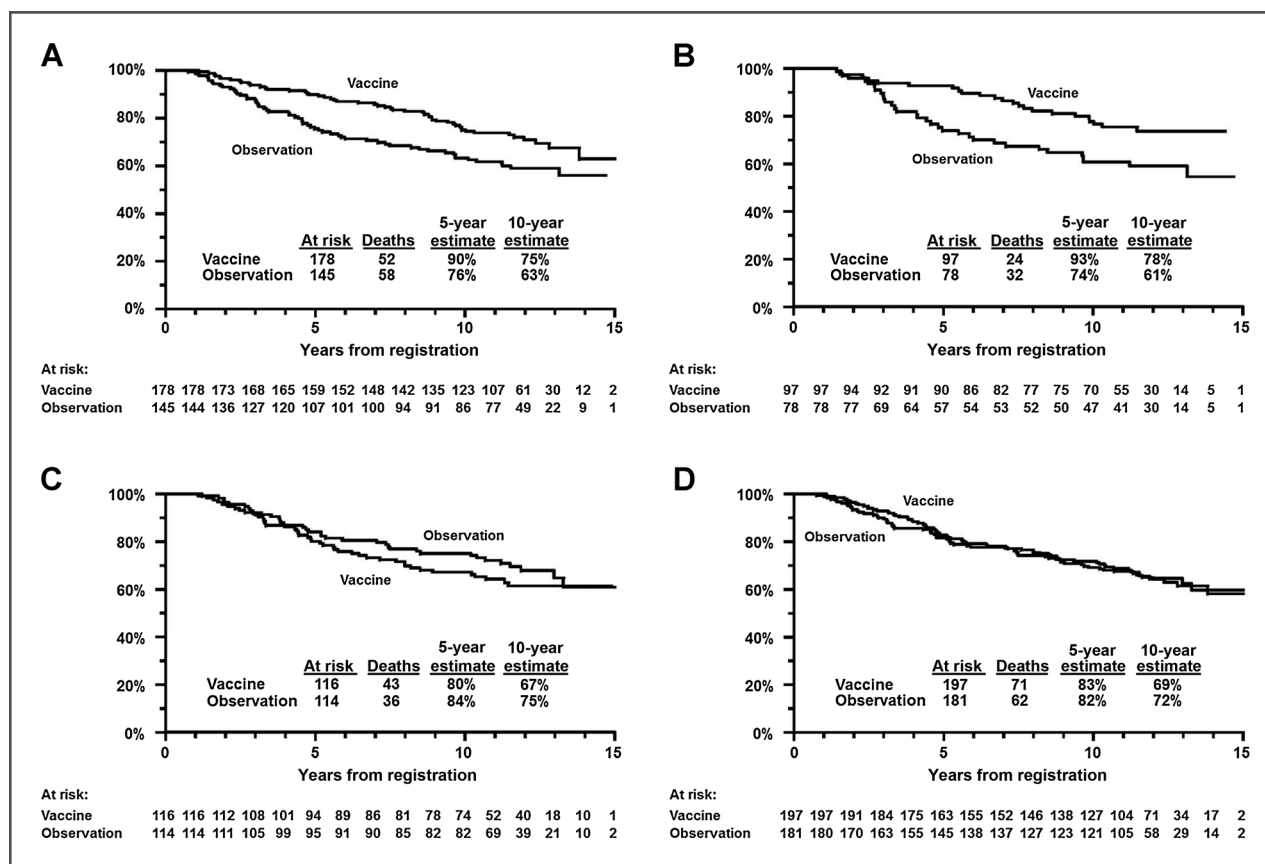 A
100%
80%
60%
40%
20%
0%
Vaccine
Observation
5-year 10-year
At risk Deaths estimate estimate
Vaccine 178 52 90% 75%
Observation 145 58 76% 63%
0 5 10 15
Years from registration
At risk:
Vaccine 178 178 173 168 165 159 152 148 142 135 123 107 61 30 12 2
Observation 145 144 136 127 120 107 101 100 94 91 86 77 49 22 9 1
B
100%
80%
60%
40%
20%
0%
Vaccine
Observation
5-year 10-year
At risk Deaths estimate estimate
Vaccine 97 24 93% 78%
Observation 78 32 74% 61%
0 5 10 15
Years from registration
At risk:
Vaccine 97 97 94 92 91 90 86 82 77 75 70 55 30 14 5 1
Observation 78 78 77 69 64 57 54 53 52 50 47 41 30 14 5 1
C
100%
80%
60%
40%
20%
0%
Observation
Vaccine
5-year 10-year
At risk Deaths estimate estimate
Vaccine 116 43 80% 67%
Observation 114 36 84% 75%
0 5 10 15
Years from registration
At risk:
Vaccine 116 116 112 108 101 94 89 86 81 78 74 52 40 18 10 1
Observation 114 114 111 105 99 95 91 90 85 82 82 69 39 21 10 2
D
100%
80%
60%
40%
20%
0%
Vaccine
Observation
5-year 10-year
At risk Deaths estimate estimate
Vaccine 197 71 83% 69%
Observation 181 62 82% 72%
0 5 10 15
Years from registration
At risk:
Vaccine 197 197 191 184 175 163 155 152 146 138 127 104 71 34 17 2
Observation 181 180 170 163 155 145 138 137 127 123 121 105 58 29 14 2